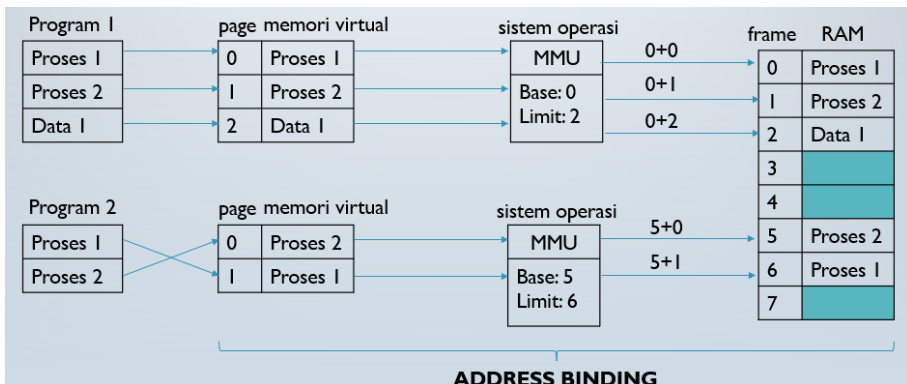 Program 1
page memori virtual
sistem operasi
frame RAM
Proses 1
0 Proses 1
MMU
0+0
0 Proses 1
Proses 2
1 Proses 2
Base: 0
0+1
1 Proses 2
Data 1
2 Data 1
Limit: 2
0+2
2 Data 1
3
4
Program 2
page memori virtual
sistem operasi
Proses 1
0 Proses 2
MMU
5+0
5 Proses 2
Proses 2
1 Proses 1
Base: 5
Limit: 6
5+1
6 Proses 1
7
ADDRESS BINDING